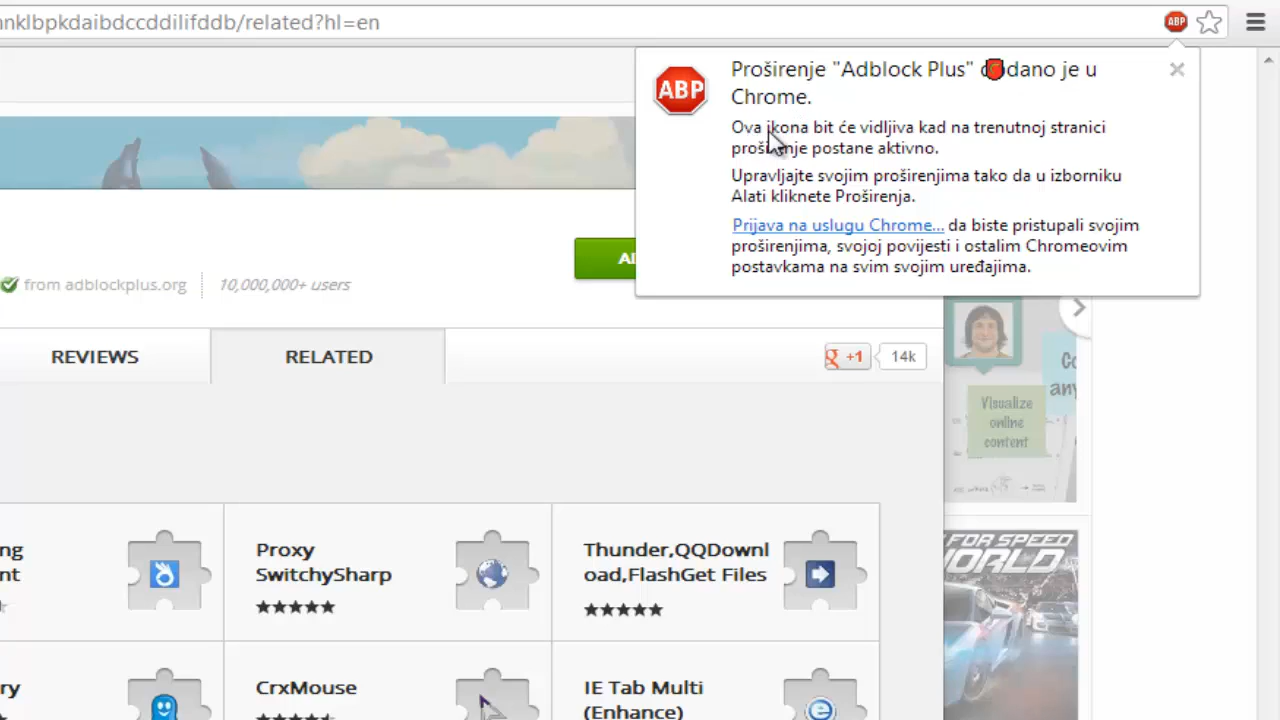 nnklbpkdaibdccddilifddb/related?hl=en
ABP
ABP
Proširenje "Adblock Plus" dodano je u
Chrome.
Ova ikona bit će vidljiva kad na trenutnoj stranici
proširenje postane aktivno.
Upravljajte svojim proširenjima tako da u izborniku
Alati kliknete Proširenja.
Prijava na uslugu Chrome... da biste pristupali svojim
proširenjima, svojoj povijesti i ostalim Chromeovim
postavkama na svim svojim uređajima.
from adblockplus.org
10,000,000+ users
REVIEWS
RELATED
g +1
14k
Visualize
online
content
any
ng
nt
Proxy
SwitchySharp
Thunder,QQDownl
oad,FlashGet Files
FOR SPEED
WORLD
ry
CrxMouse
IE Tab Multi
(Enhance)